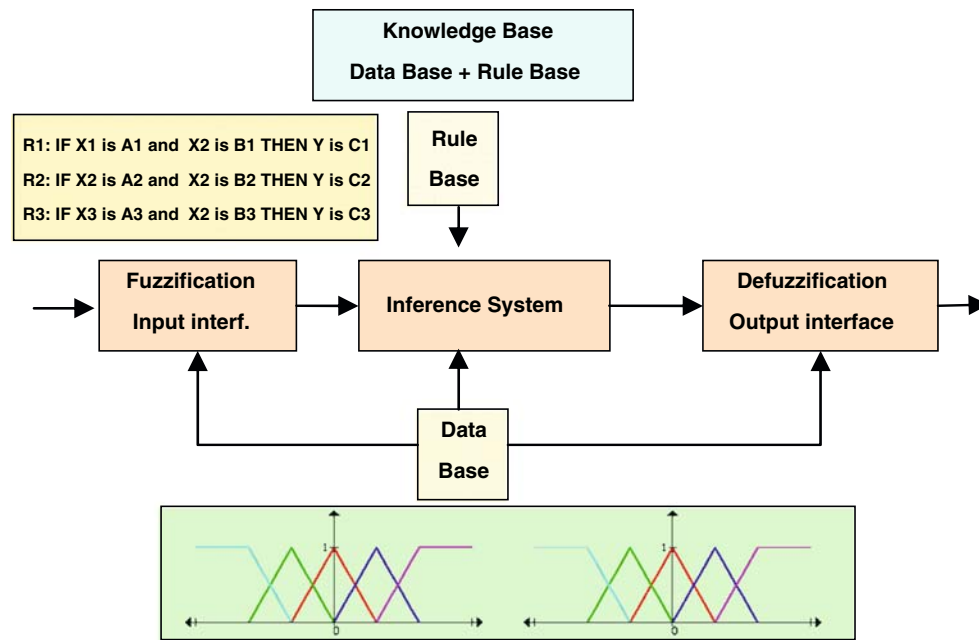 Knowledge Base
Data Base + Rule Base
R1: IF X1 is A1 and X2 is B1 THEN Y is C1
R2: IF X2 is A2 and X2 is B2 THEN Y is C2
R3: IF X3 is A3 and X2 is B3 THEN Y is C3
Rule
Base
Fuzzification
Input interf.
Inference System
Defuzzification
Output interface
Data
Base
1
0
1
0